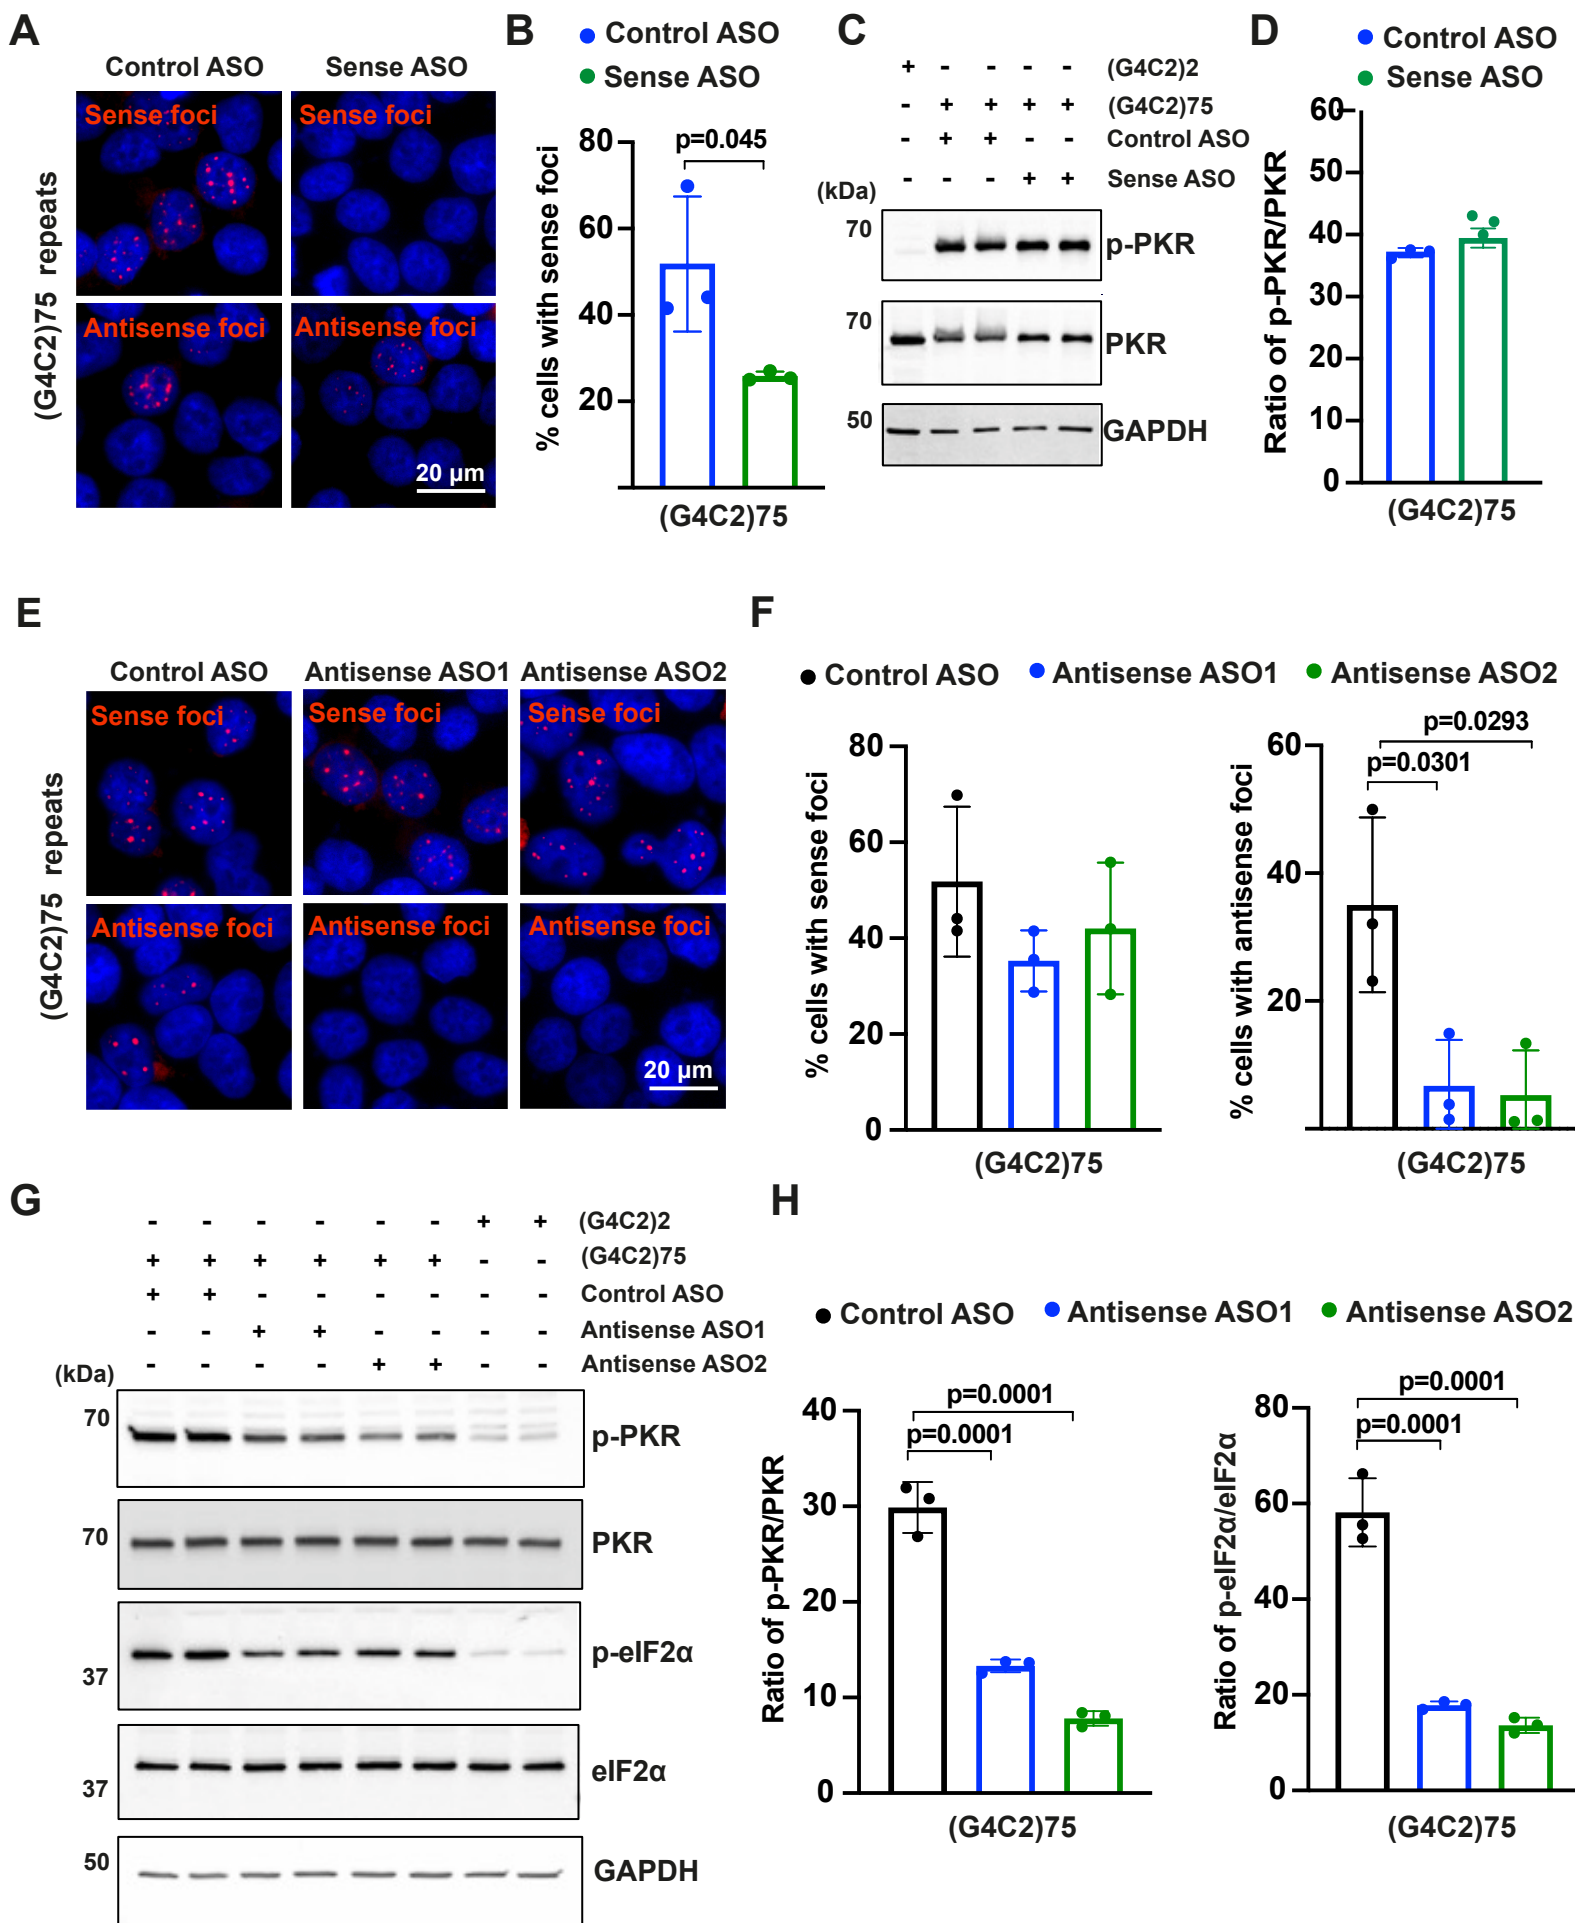 A
Control ASO
Sense ASO
(G4C2)75 repeats
Sense foci
Sense foci
Antisense foci
Antisense foci
20 µm
B
Control ASO
Sense ASO
% cells with sense foci
80
60
40
20
p=0.045
(G4C2)75
C
+ - - - - (G4C2)2
- + + + + (G4C2)75
- + + - - Control ASO
- - - + + Sense ASO
(kDa)
70
p-PKR
70
PKR
50
GAPDH
D
Control ASO
Sense ASO
Ratio of p-PKR/PKR
60
50
40
30
20
10
0
(G4C2)75
E
Control ASO
Antisense ASO1
Antisense ASO2
(G4C2)75 repeats
Sense foci
Sense foci
Sense foci
Antisense foci
Antisense foci
Antisense foci
20 µm
F
Control ASO
Antisense ASO1
Antisense ASO2
% cells with sense foci
80
60
40
20
0
(G4C2)75
% cells with antisense foci
60
40
20
p=0.0293
p=0.0301
(G4C2)75
G
- - - - - - + + (G4C2)2
+ + + + + + - - (G4C2)75
+ + - - - - - - Control ASO
- - + + - - - - Antisense ASO1
- - - - + + - - Antisense ASO2
(kDa)
70
p-PKR
70
PKR
p-eIF2α
37
eIF2α
37
50
GAPDH
H
Control ASO
Antisense ASO1
Antisense ASO2
Ratio of p-PKR/PKR
40
30
20
10
0
p=0.0001
p=0.0001
(G4C2)75
Ratio of p-eIF2α/eIF2α
80
60
40
20
0
p=0.0001
p=0.0001
(G4C2)75